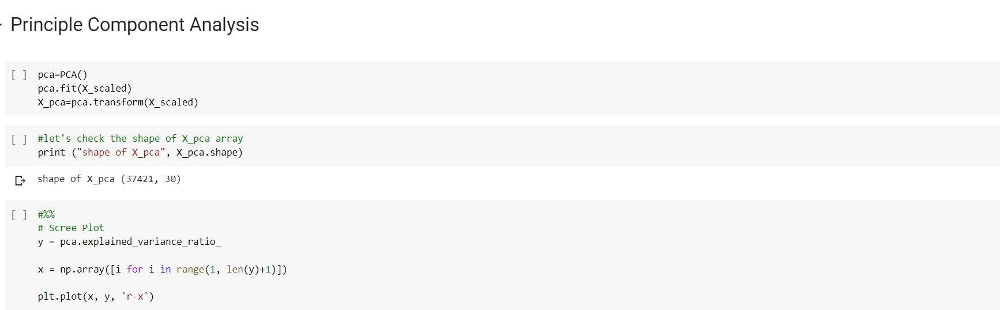 Principle Component Analysis
[ ] pca=PCA()
pca.fit(X_scaled)
X_pca=pca.transform(X_scaled)
[ ] #let's check the shape of X_pca array
print ("shape of X_pca", X_pca.shape)
shape of X_pca (37421, 30)
[ ] #%%
# Scree Plot
y = pca.explained_variance_ratio_
x = np.array([i for i in range(1, len(y)+1)])
plt.plot(x, y, 'r-x')